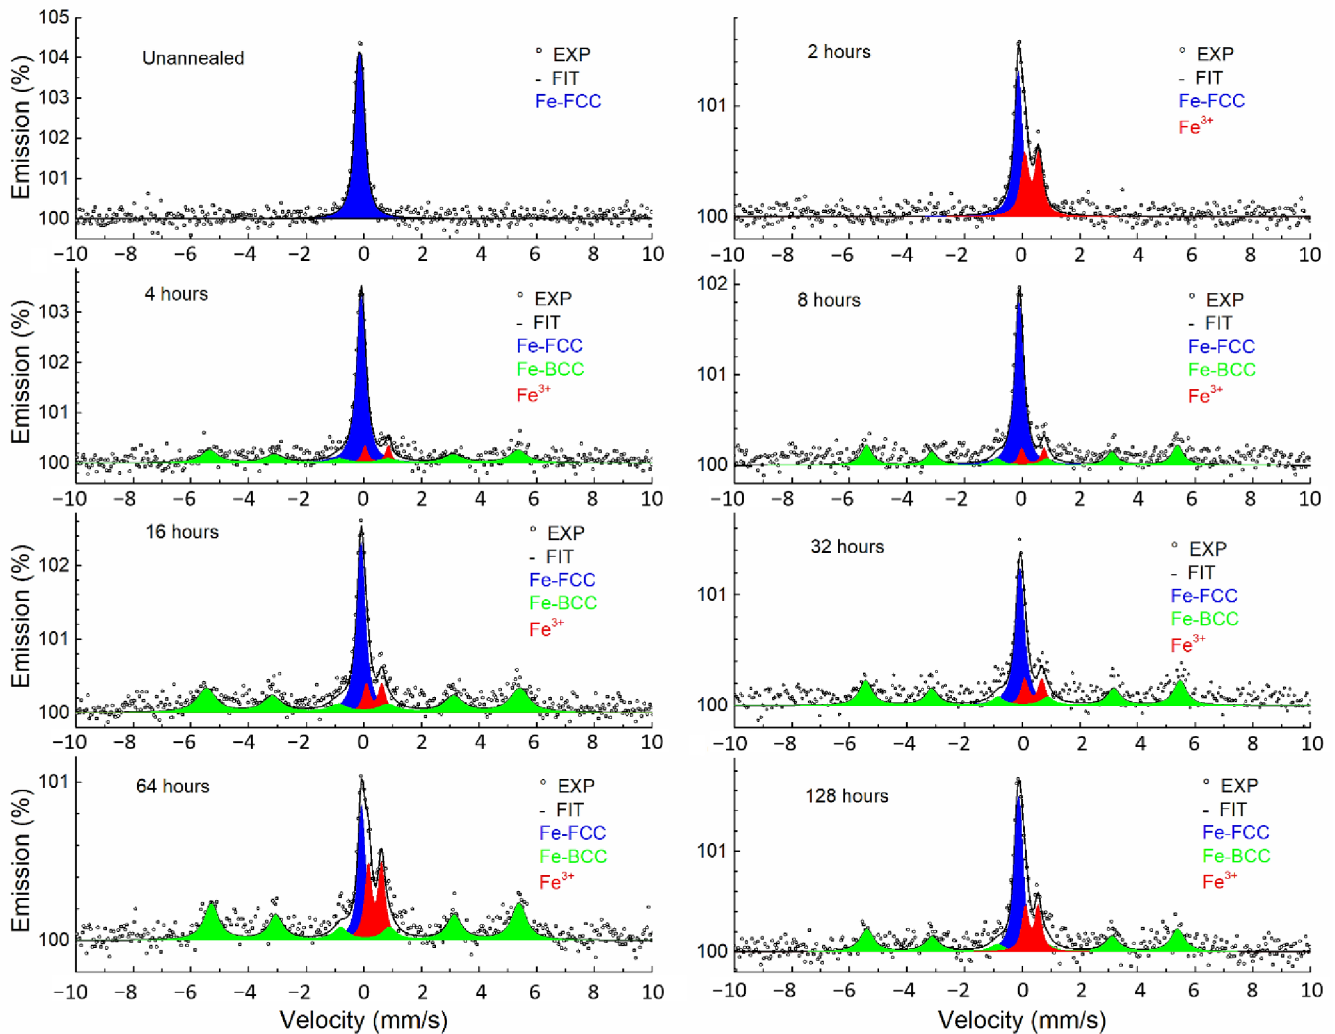 Emission (%)
105
104
103
102
101
100
Unannealed
° EXP
- FIT
Fe-FCC
−10 −8 −6 −4 −2 0 2 4 6 8 10
101
100
2 hours
° EXP
- FIT
Fe-FCC
Fe3+
−10 −8 −6 −4 −2 0 2 4 6 8 10
Emission (%)
103
102
101
100
4 hours
° EXP
- FIT
Fe-FCC
Fe-BCC
Fe3+
−10 −8 −6 −4 −2 0 2 4 6 8 10
102
101
100
8 hours
° EXP
- FIT
Fe-FCC
Fe-BCC
Fe3+
−10 −8 −6 −4 −2 0 2 4 6 8 10
Emission (%)
102
101
100
16 hours
° EXP
- FIT
Fe-FCC
Fe-BCC
Fe3+
−10 −8 −6 −4 −2 0 2 4 6 8 10
101
100
32 hours
° EXP
- FIT
Fe-FCC
Fe-BCC
Fe3+
−10 −8 −6 −4 −2 0 2 4 6 8 10
Emission (%)
101
100
64 hours
° EXP
- FIT
Fe-FCC
Fe-BCC
Fe3+
−10 −8 −6 −4 −2 0 2 4 6 8 10
Velocity (mm/s)
101
100
128 hours
° EXP
- FIT
Fe-FCC
Fe-BCC
Fe3+
−10 −8 −6 −4 −2 0 2 4 6 8 10
Velocity (mm/s)